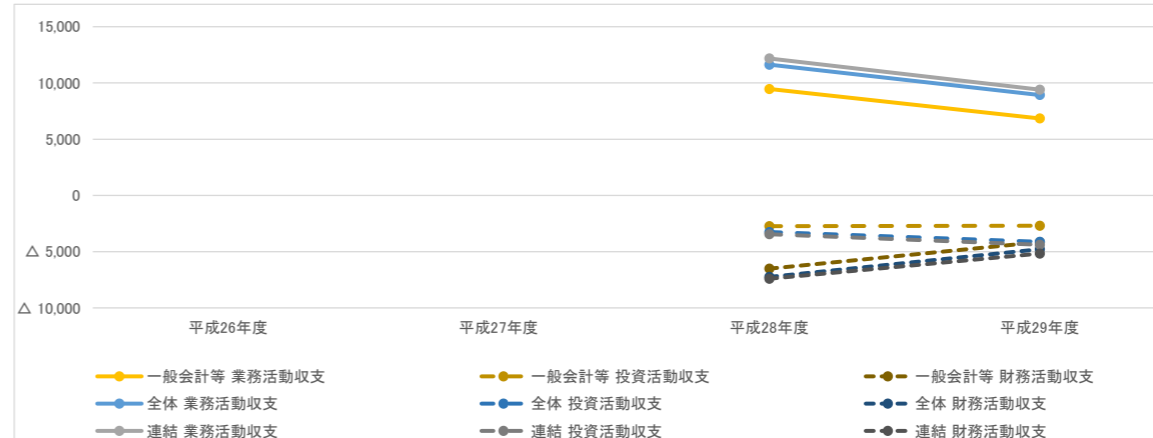 15,000
10,000
5,000
0
△ 5,000
△ 10,000
平成26年度 平成27年度 平成28年度 平成29年度
一般会計等 業務活動収支 一般会計等 投資活動収支 一般会計等 財務活動収支
全体 業務活動収支 全体 投資活動収支 全体 財務活動収支
連結 業務活動収支 連結 投資活動収支 連結 財務活動収支